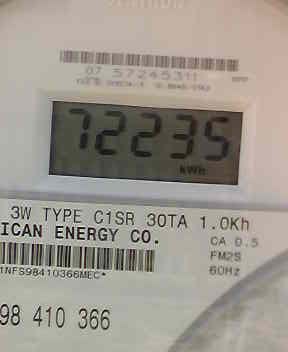 07 57245311
72235
kWh
3W TYPE C1SR 30TA 1.0Kh
ICAN ENERGY CO.
CA 0.5
FM2S
60Hz
1NFS98410366MEC*
98 410 366